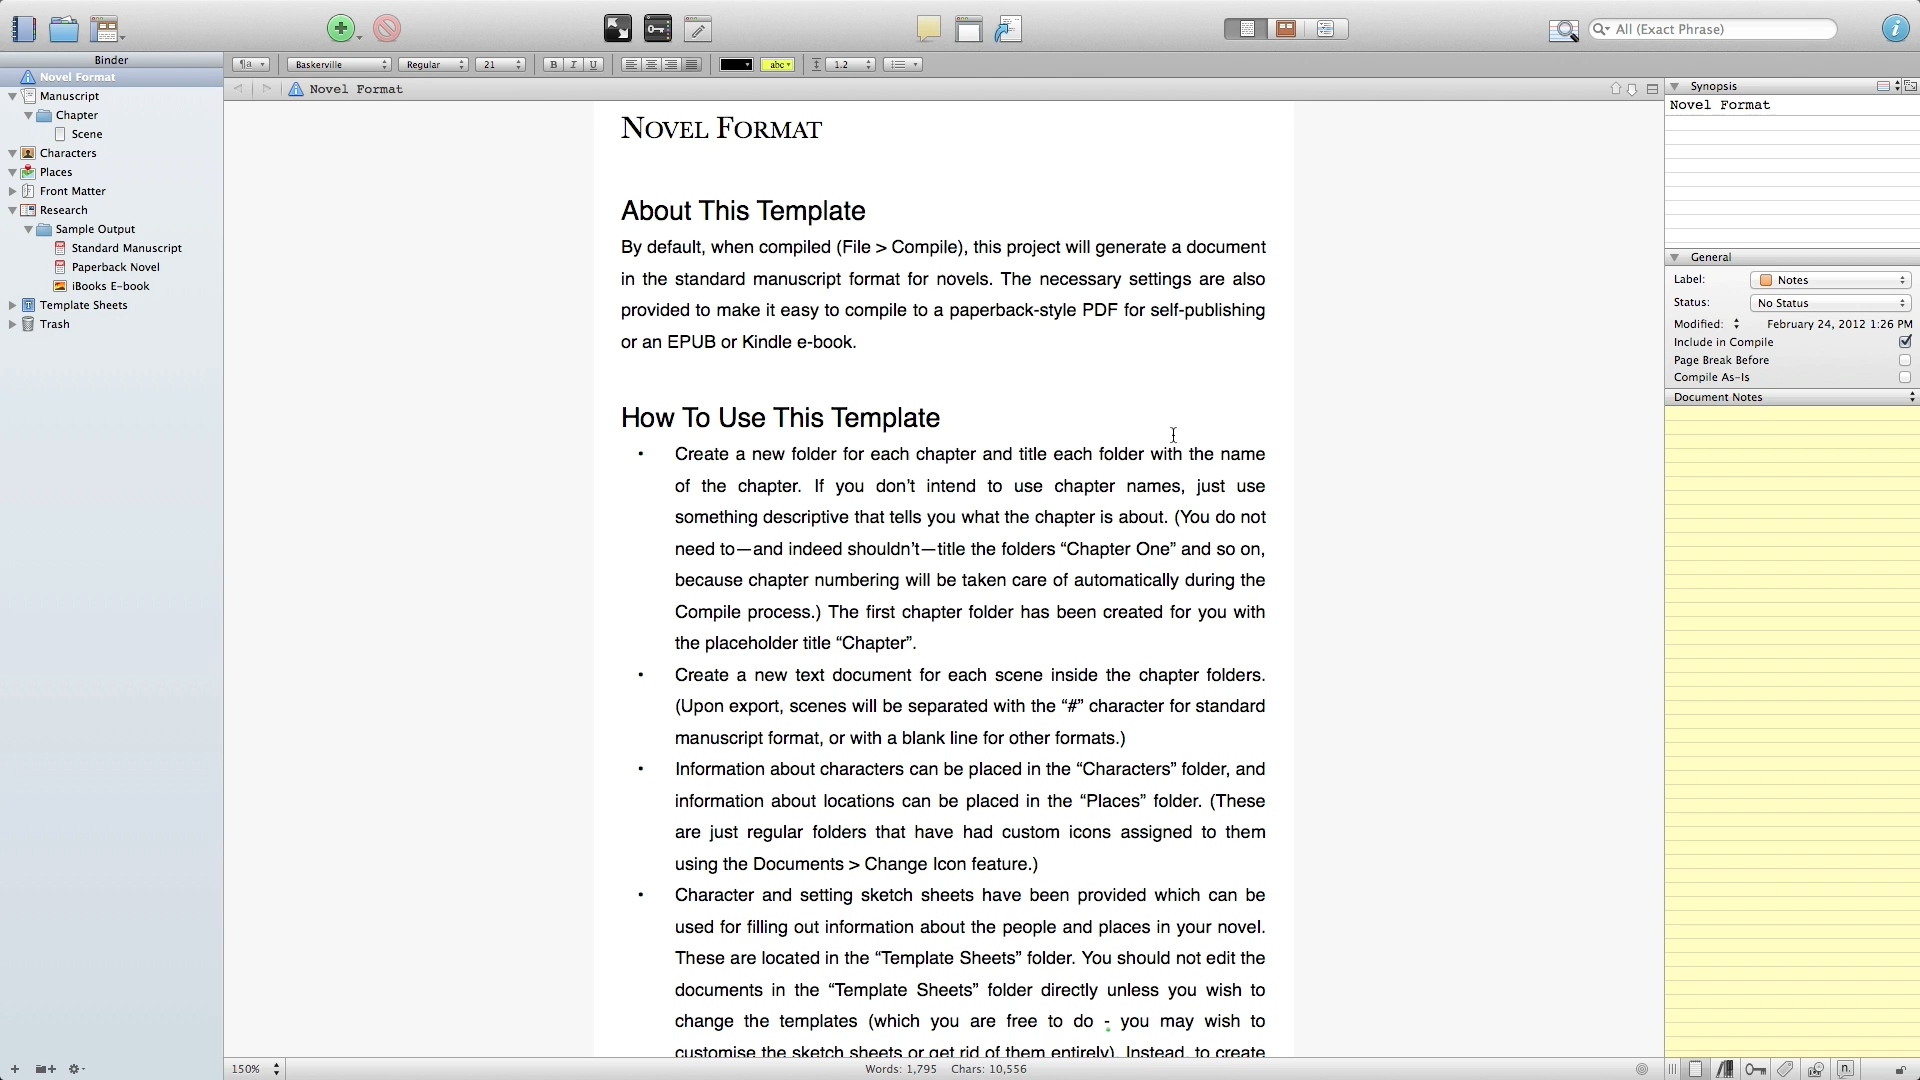 All (Exact Phrase)
Binder
Baskerville
Regular
21
B I U
abc
1.2
Novel Format
Manuscript
Chapter
Scene
Characters
Places
Front Matter
Research
Sample Output
Standard Manuscript
Paperback Novel
iBooks E-book
Template Sheets
Trash
Novel Format
NOVEL FORMAT
About This Template
By default, when compiled (File > Compile), this project will generate a document
in the standard manuscript format for novels. The necessary settings are also
provided to make it easy to compile to a paperback-style PDF for self-publishing
or an EPUB or Kindle e-book.
How To Use This Template
• Create a new folder for each chapter and title each folder with the name
of the chapter. If you don’t intend to use chapter names, just use
something descriptive that tells you what the chapter is about. (You do not
need to—and indeed shouldn’t—title the folders “Chapter One” and so on,
because chapter numbering will be taken care of automatically during the
Compile process.) The first chapter folder has been created for you with
the placeholder title “Chapter”.
• Create a new text document for each scene inside the chapter folders.
(Upon export, scenes will be separated with the “#” character for standard
manuscript format, or with a blank line for other formats.)
• Information about characters can be placed in the “Characters” folder, and
information about locations can be placed in the “Places” folder. (These
are just regular folders that have had custom icons assigned to them
using the Documents > Change Icon feature.)
• Character and setting sketch sheets have been provided which can be
used for filling out information about the people and places in your novel.
These are located in the “Template Sheets” folder. You should not edit the
documents in the “Template Sheets” folder directly unless you wish to
change the templates (which you are free to do - you may wish to
customise the sketch sheets or get rid of them entirely). Instead, to create
Synopsis
Novel Format
General
Label: Notes
Status: No Status
Modified: February 24, 2012 1:26 PM
Include in Compile
Page Break Before
Compile As-Is
Document Notes
150%
Words: 1,795 Chars: 10,556
n.